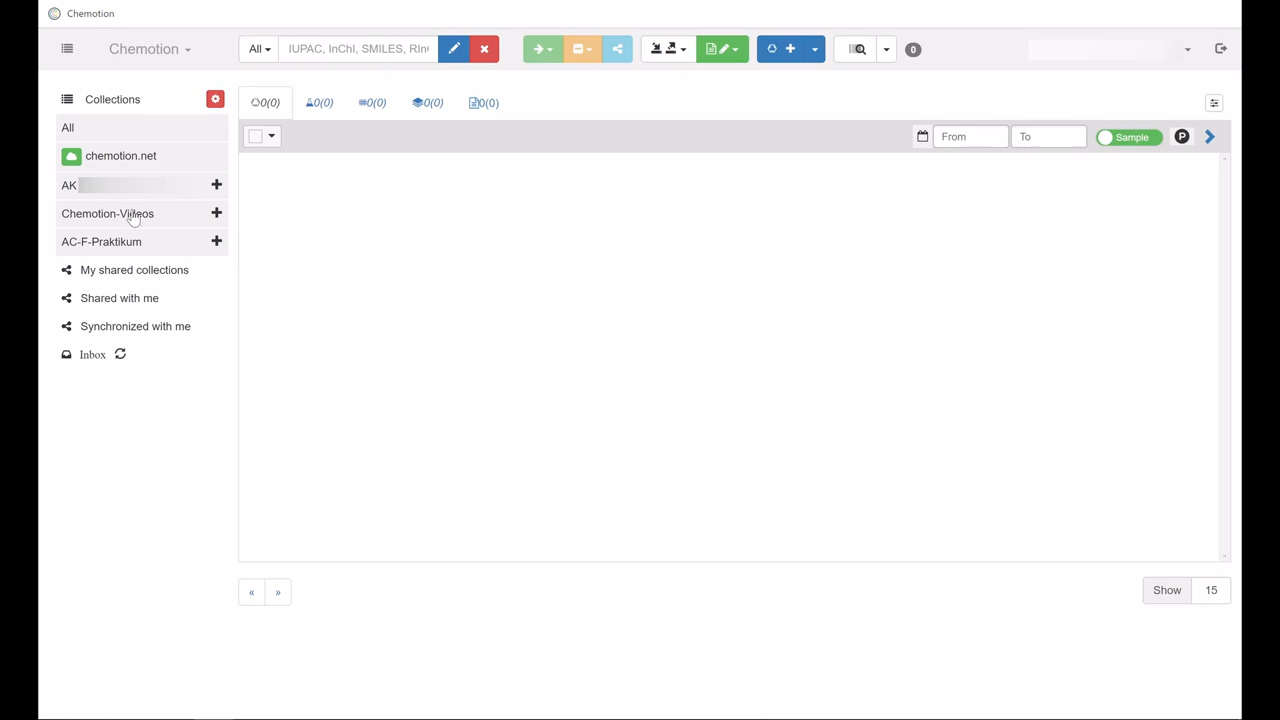 Chemotion
Chemotion
All
IUPAC, InChI, SMILES, RIn
0
Collections
0(0)
0(0)
0(0)
0(0)
0(0)
All
From
To
Sample
P
chemotion.net
AK
Chemotion-Videos
AC-F-Praktikum
My shared collections
Shared with me
Synchronized with me
Inbox
«
»
Show
15